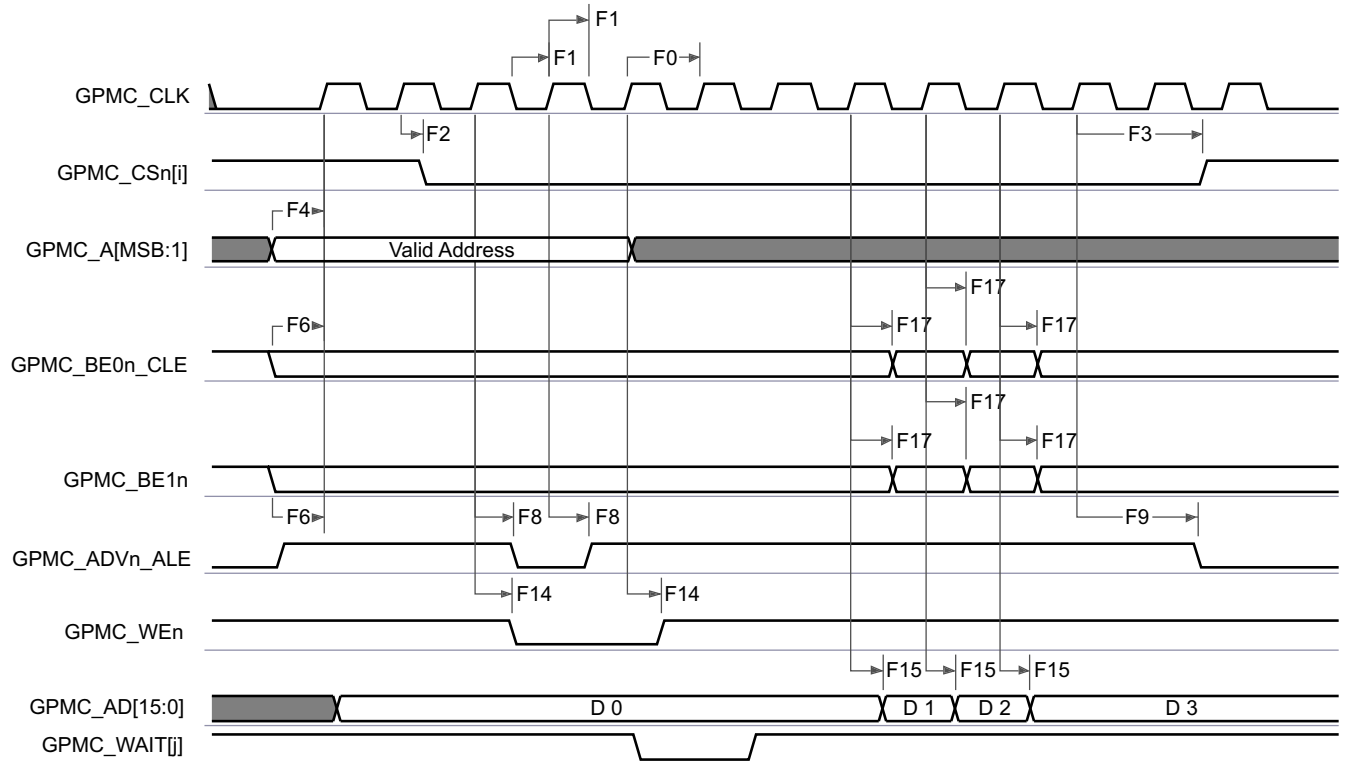 F1
F1 F0
GPMC_CLK
F2 F3
GPMC_CSn[i]
F4
GPMC_A[MSB:1] Valid Address
F17
F6 F17 F17
GPMC_BE0n_CLE
F17
F17 F17
GPMC_BE1n
F6 F8 F8 F9
GPMC_ADVn_ALE
F14 F14
GPMC_WEn
F15 F15 F15
GPMC_AD[15:0] D 0 D 1 D 2 D 3
GPMC_WAIT[j]